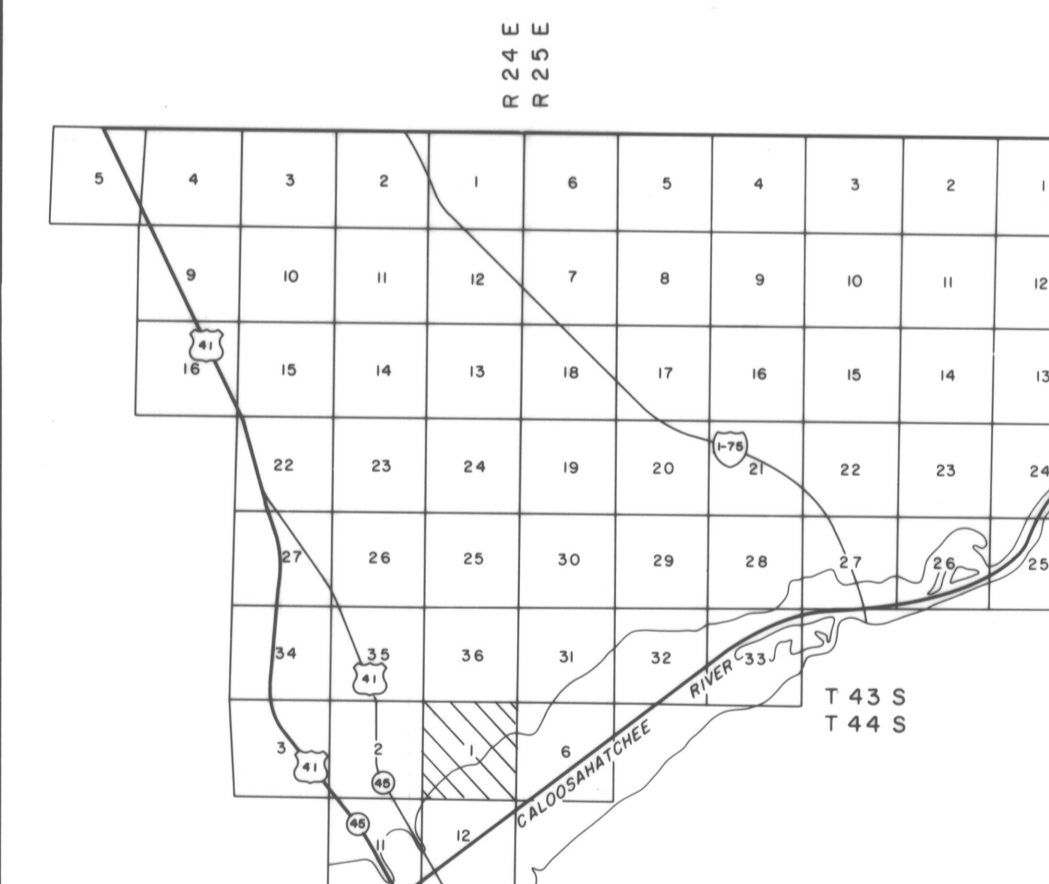 R 24 E
R 25 E
5 4 3 2 1 6 5 4 3 2 1
9 10 11 12 7 8 9 10 11 12
41
16 15 14 13 18 17 16 15 14 13
I-75
22 23 24 19 20 21 22 23 24
27 26 25 30 29 28 27 26 25
34 35 36 31 32 33
41
RIVER
T 43 S
T 44 S
3 2 1 6
41
45
CALOOSAHATCHEE
45
11 12